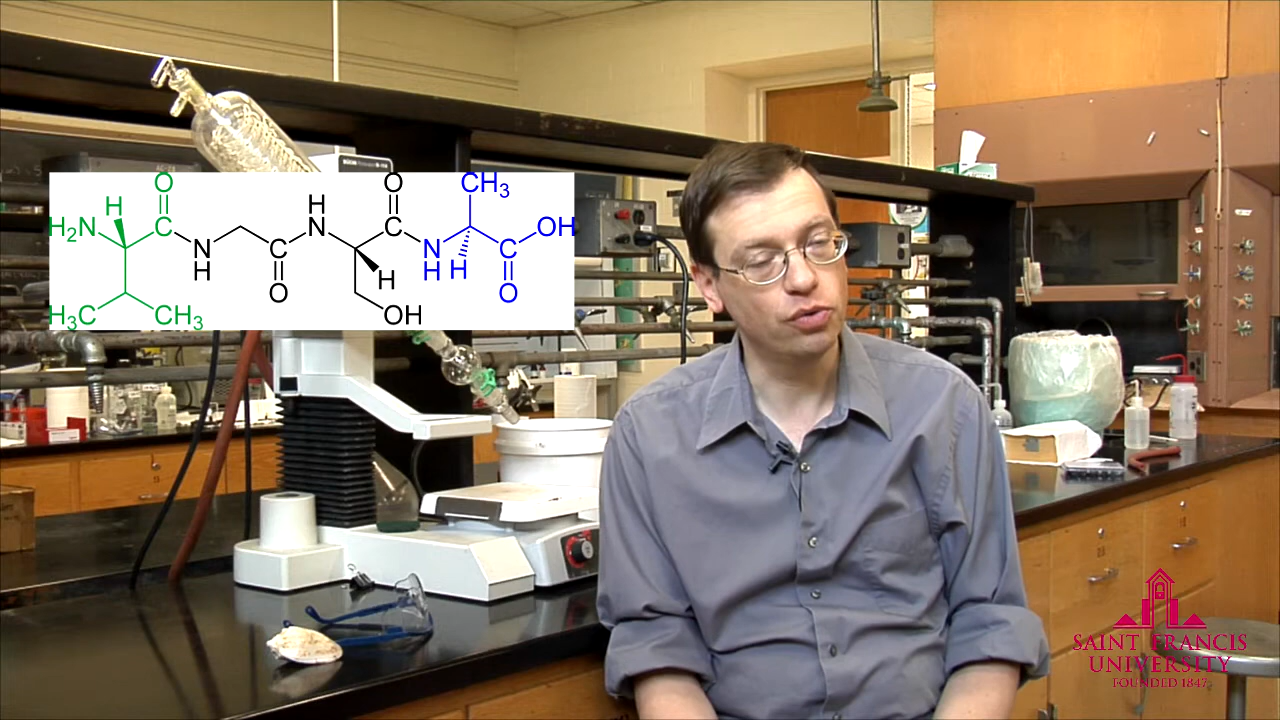 O
H
H₂N
H₃C
CH₃
N
H
O
H
N
H
OH
O
N
H
CH₃
H
OH
O
SAINT FRANCIS
UNIVERSITY
FOUNDED 1847